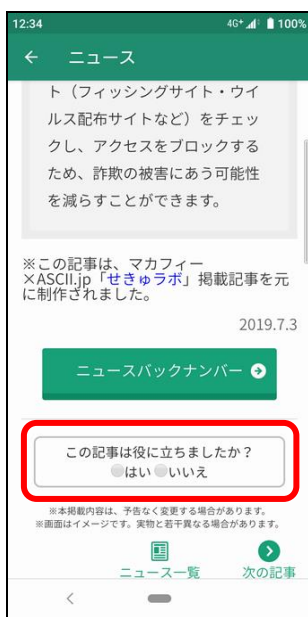 12:34 4G+ 100%
ニュース
ト（フィッシングサイト・ウイ
ルス配布サイトなど）をチェッ
クし、アクセスをブロックする
ため、詐欺の被害にあう可能性
を減らすことができます。
※この記事は、マカフィー
×ASCII.jp「せきゅラボ」掲載記事を元
に制作されました。
2019.7.3
ニュースバックナンバー
この記事は役に立ちましたか？
はい いいえ
※本掲載内容は、予告なく変更する場合があります。
※画面はイメージです。実物と若干異なる場合があります。
ニュース一覧 次の記事